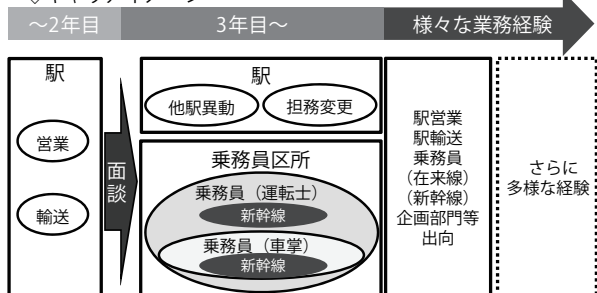 ～2年目
3年目～
様々な業務経験
駅
営業
輸送
面談
駅
他駅異動
担務変更
乗務員区所
乗務員（運転士）
新幹線
乗務員（車掌）
新幹線
駅営業
駅輸送
乗務員
（在来線）
（新幹線）
企画部門等
出向
さらに
多様な経験